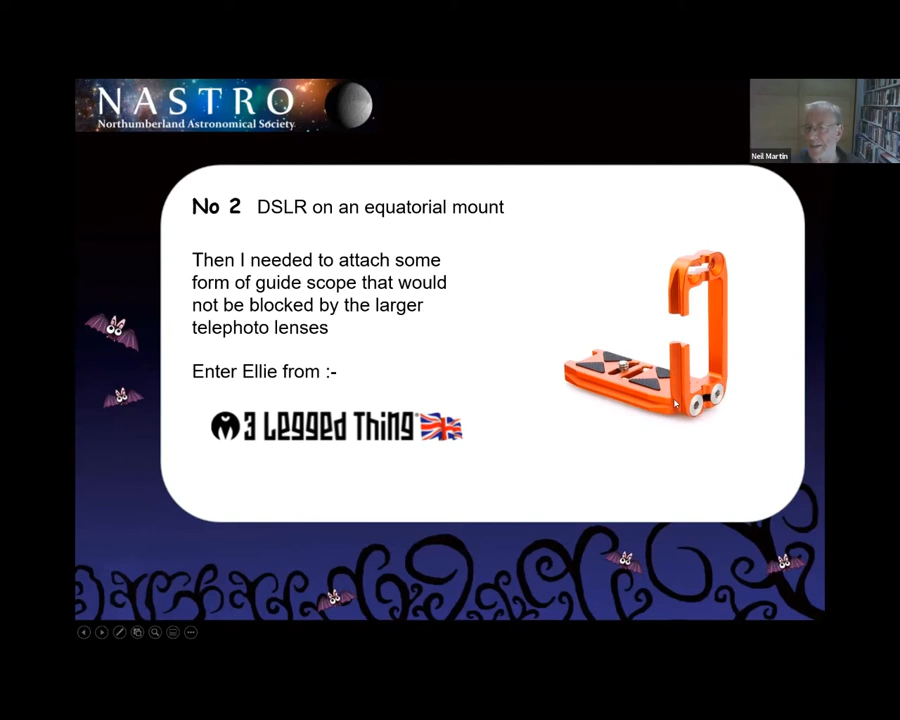 NASTRO
Northumberland Astronomical Society
Neil Martin
No 2 DSLR on an equatorial mount
Then I needed to attach some
form of guide scope that would
not be blocked by the larger
telephoto lenses
Enter Ellie from :-
3 Legged Thing